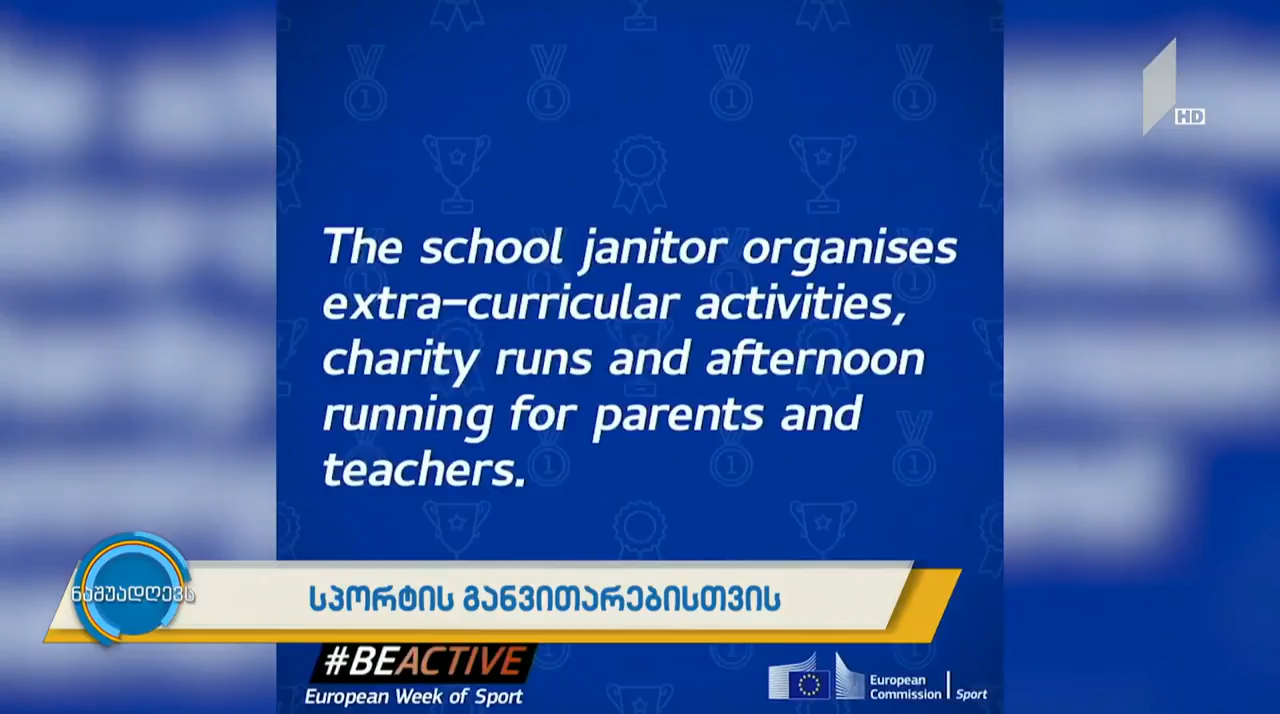 HD
The school janitor organises
extra-curricular activities,
charity runs and afternoon
running for parents and
teachers.
ნაშუადღევს
სპორტის განვითარებისთვის
#BEACTIVE
European Week of Sport
European
Commission
Sport